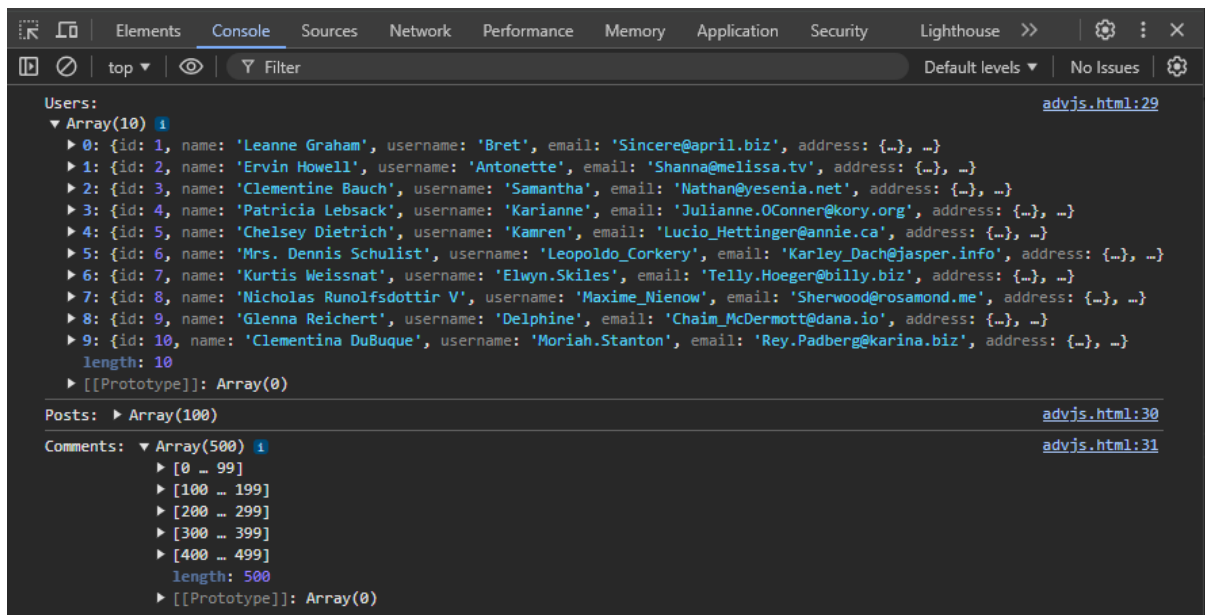 Elements Console Sources Network Performance Memory Application Security Lighthouse
top Filter Default levels No Issues
Users: advjs.html:29
Array(10) i
0: {id: 1, name: 'Leanne Graham', username: 'Bret', email: 'Sincere@april.biz', address: {…}, …}
1: {id: 2, name: 'Ervin Howell', username: 'Antonette', email: 'Shanna@melissa.tv', address: {…}, …}
2: {id: 3, name: 'Clementine Bauch', username: 'Samantha', email: 'Nathan@yesenia.net', address: {…}, …}
3: {id: 4, name: 'Patricia Lebsack', username: 'Karianne', email: 'Julianne.OConner@kory.org', address: {…}, …}
4: {id: 5, name: 'Chelsey Dietrich', username: 'Kamren', email: 'Lucio_Hettinger@annie.ca', address: {…}, …}
5: {id: 6, name: 'Mrs. Dennis Schulist', username: 'Leopoldo_Corkery', email: 'Karley_Dach@jasper.info', address: {…}, …}
6: {id: 7, name: 'Kurtis Weissnat', username: 'Elwyn.Skiles', email: 'Telly.Hoeger@billy.biz', address: {…}, …}
7: {id: 8, name: 'Nicholas Runolfsdottir V', username: 'Maxime_Nienow', email: 'Sherwood@rosamond.me', address: {…}, …}
8: {id: 9, name: 'Glenna Reichert', username: 'Delphine', email: 'Chaim_McDermott@dana.io', address: {…}, …}
9: {id: 10, name: 'Clementina DuBuque', username: 'Moriah.Stanton', email: 'Rey.Padberg@karina.biz', address: {…}, …}
length: 10
[[Prototype]]: Array(0)
Posts: Array(100) advjs.html:30
Comments: Array(500) i advjs.html:31
[0 … 99]
[100 … 199]
[200 … 299]
[300 … 399]
[400 … 499]
length: 500
[[Prototype]]: Array(0)